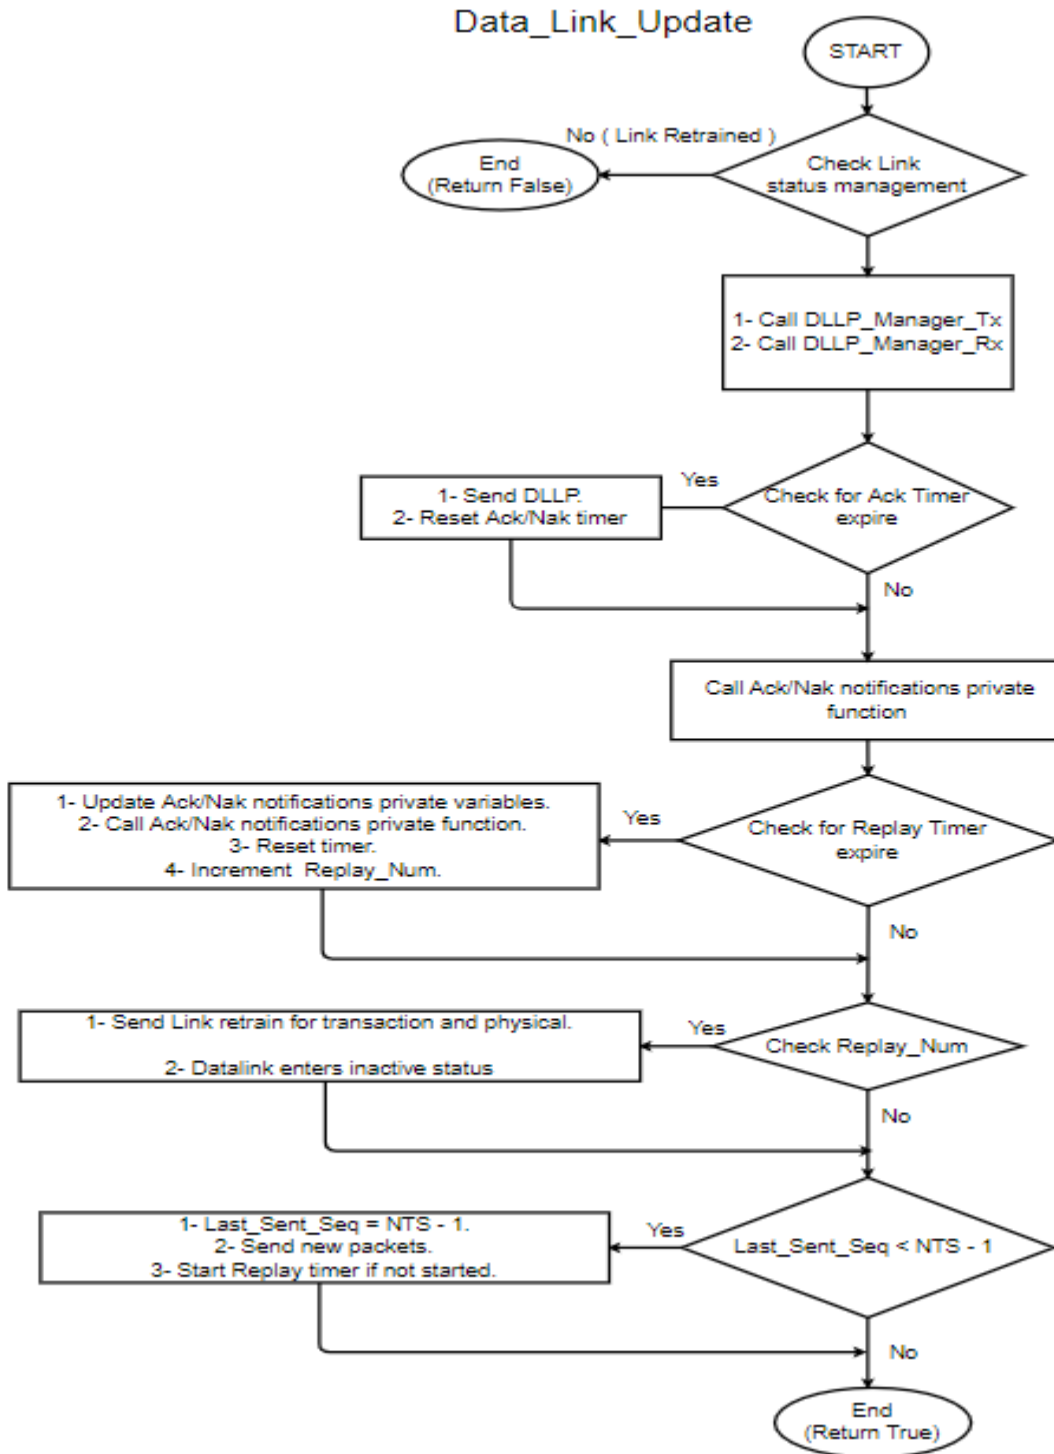 Data_Link_Update
START
No ( Link Retrained )
End
(Return False)
Check Link
status management
1- Call DLLP_Manager_Tx
2- Call DLLP_Manager_Rx
Yes
1- Send DLLP.
2- Reset Ack/Nak timer
Check for Ack Timer
expire
No
Call Ack/Nak notifications private
function
1- Update Ack/Nak notifications private variables.
2- Call Ack/Nak notifications private function.
3- Reset timer.
4- Increment Replay_Num.
Yes
Check for Replay Timer
expire
No
1- Send Link retrain for transaction and physical.
2- Datalink enters inactive status
Yes
Check Replay_Num
No
1- Last_Sent_Seq = NTS - 1.
2- Send new packets.
3- Start Replay timer if not started.
Yes
Last_Sent_Seq < NTS - 1
No
End
(Return True)